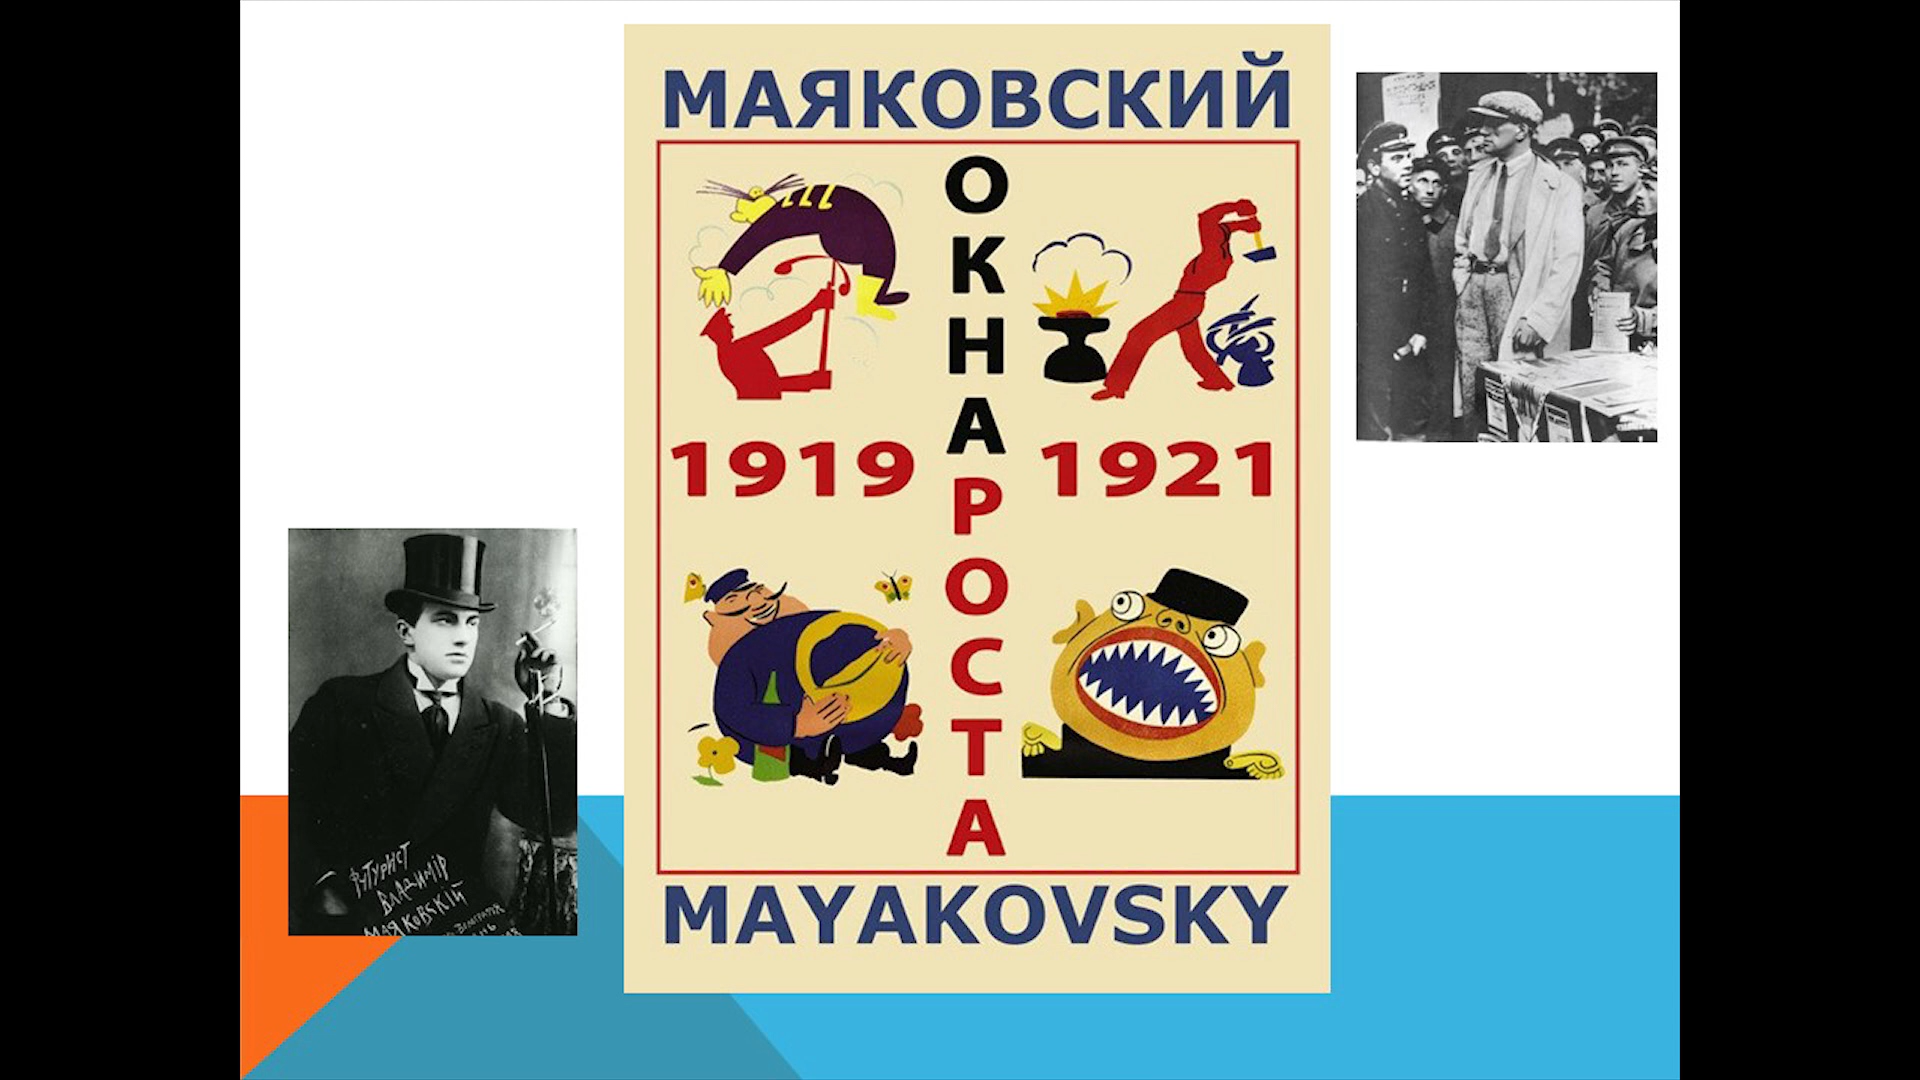 МАЯКОВСКИЙ
ОКНА РОСТА
1919 1921
MAYAKOVSKY
Футурист
Владимір
Маяковскій